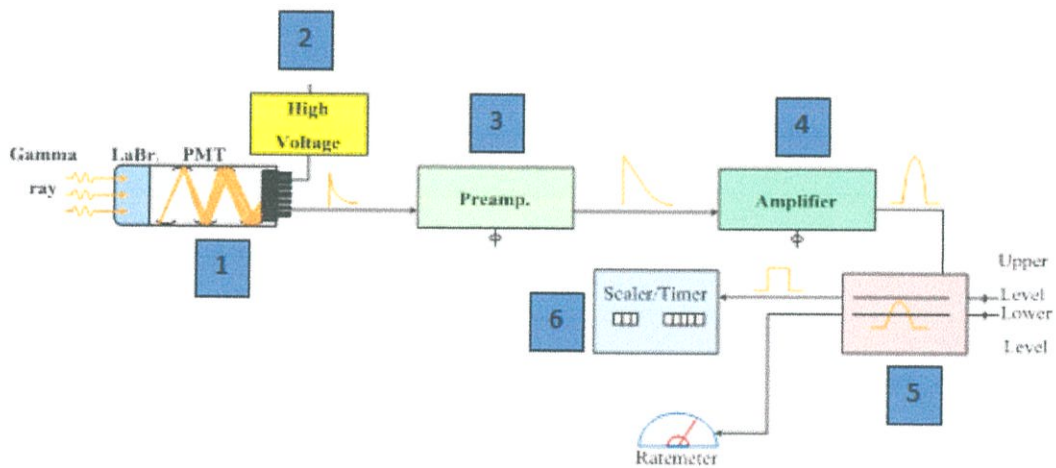 2
High
Voltage
3
4
Gamma
ray
LaBr.
PMT
Preamp.
Amplifier
1
Upper
Level
Lower
Level
Scaler/Timer
6
5
Ratemeter